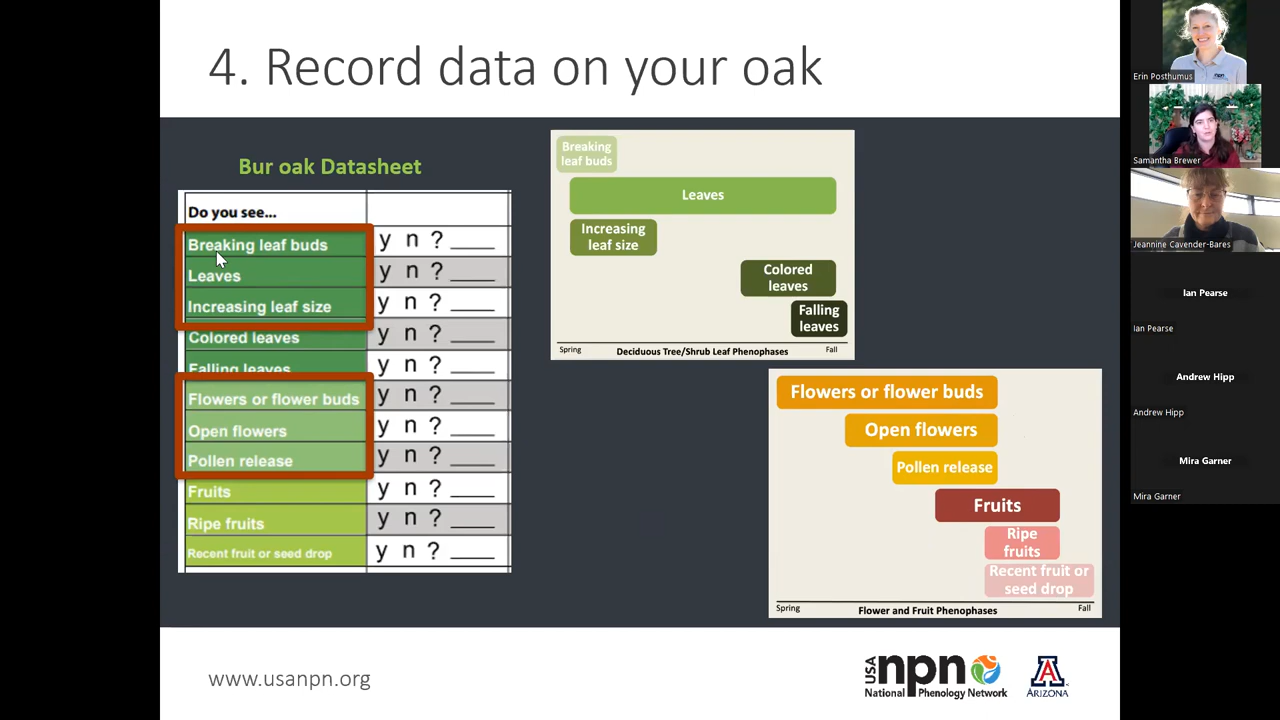 4. Record data on your oak
Bur oak Datasheet
Do you see...
Breaking leaf buds y n ? ____
Leaves y n ? ____
Increasing leaf size y n ? ____
Colored leaves y n ? ____
Falling leaves y n ? ____
Flowers or flower buds y n ? ____
Open flowers y n ? ____
Pollen release y n ? ____
Fruits y n ? ____
Ripe fruits y n ? ____
Recent fruit or seed drop y n ? ____
Breaking
leaf buds
Leaves
Increasing
leaf size
Colored
leaves
Falling
leaves
Spring Deciduous Tree/Shrub Leaf Phenophases Fall
Flowers or flower buds
Open flowers
Pollen release
Fruits
Ripe
fruits
Recent fruit or
seed drop
Spring Flower and Fruit Phenophases Fall
www.usanpn.org
USA npn
National Phenology Network
A
ARIZONA
Erin Posthumus
Samantha Brewer
Jeannine Cavender-Bares
Ian Pearse
Ian Pearse
Andrew Hipp
Andrew Hipp
Mira Garner
Mira Garner